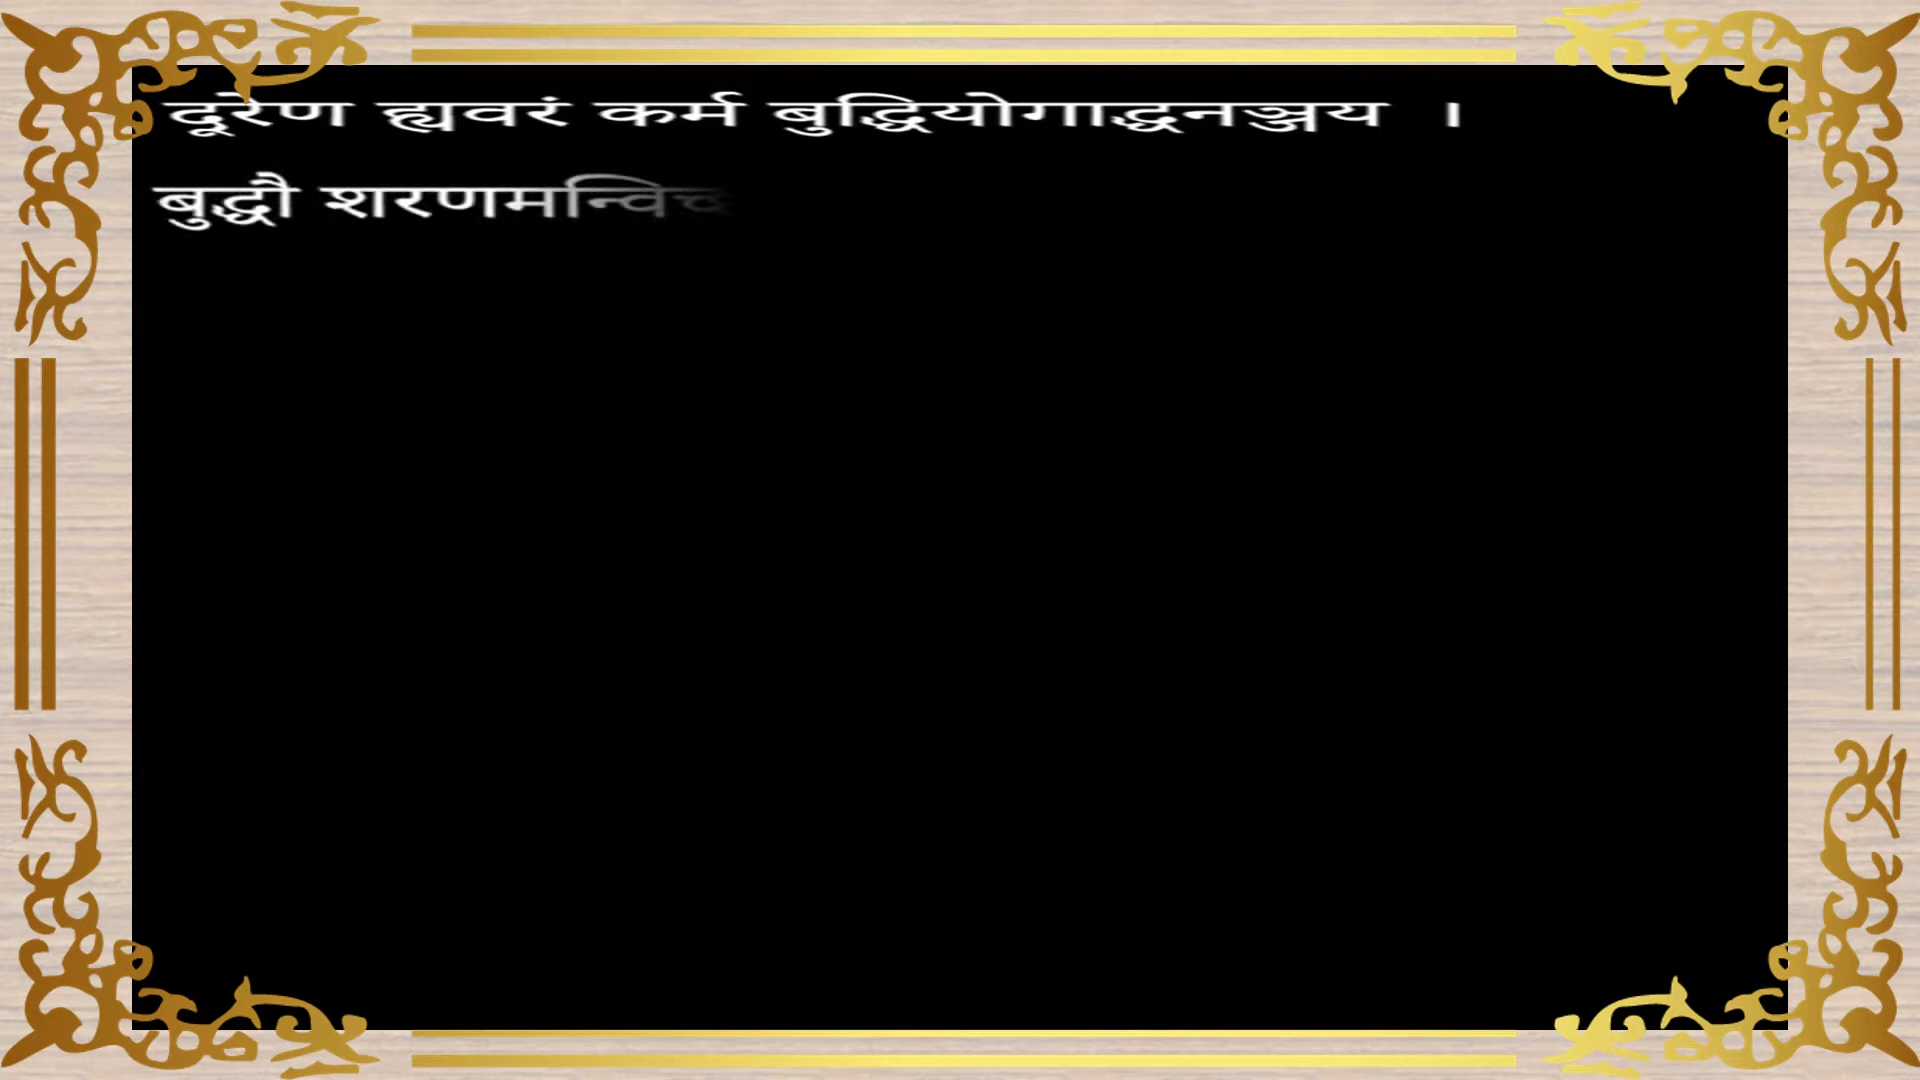 दूरेण ह्यवरं कर्म बुद्धियोगाद्धनञ्जय ।
बुद्धौ शरणमन्विच्